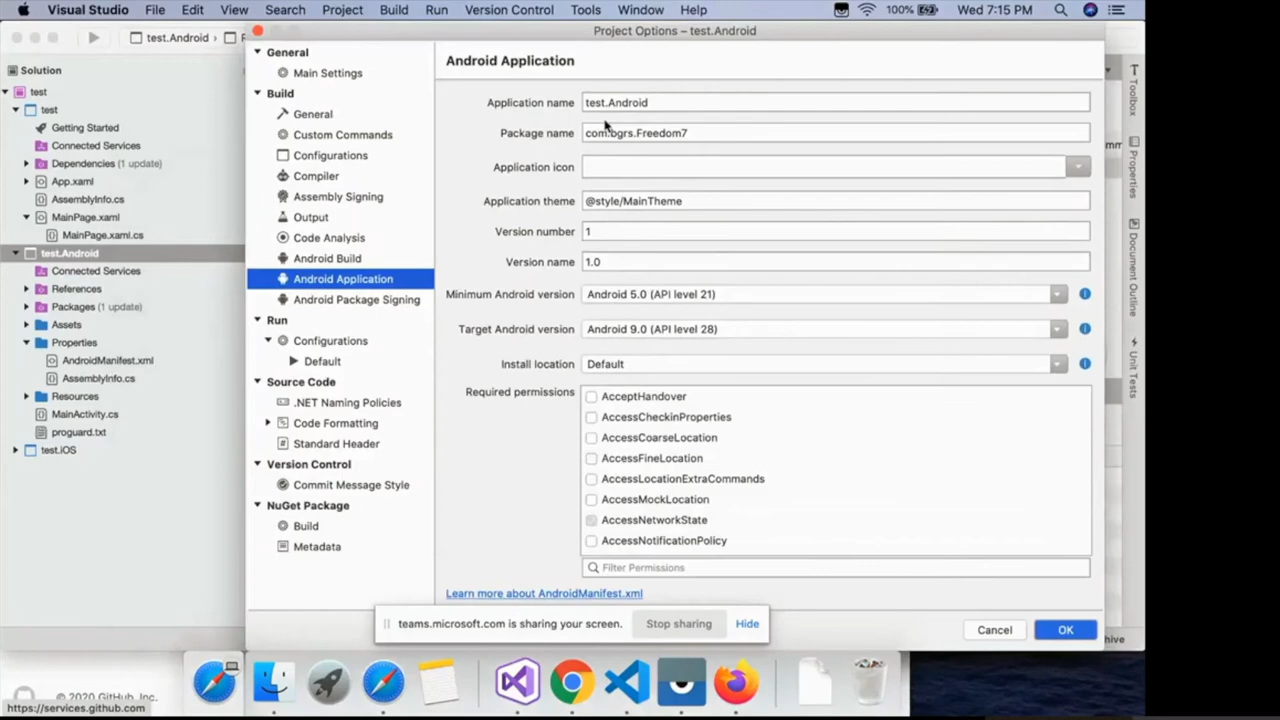 Visual Studio File Edit View Search Project Build Run Version Control Tools Window Help 100% Wed 7:15 PM
test.Android ›
Project Options – test.Android
Solution
test
test
Getting Started
Connected Services
Dependencies (1 update)
App.xaml
AssemblyInfo.cs
MainPage.xaml
MainPage.xaml.cs
test.Android
Connected Services
References
Packages (1 update)
Assets
Properties
AndroidManifest.xml
AssemblyInfo.cs
Resources
MainActivity.cs
proguard.txt
test.iOS
General
Main Settings
Build
General
Custom Commands
Configurations
Compiler
Assembly Signing
Output
Code Analysis
Android Build
Android Application
Android Package Signing
Run
Configurations
Default
Source Code
.NET Naming Policies
Code Formatting
Standard Header
Version Control
Commit Message Style
NuGet Package
Build
Metadata
Android Application
Application name test.Android
Package name com.bgrs.Freedom7
Application icon
Application theme @style/MainTheme
Version number 1
Version name 1.0
Minimum Android version Android 5.0 (API level 21)
Target Android version Android 9.0 (API level 28)
Install location Default
Required permissions
AcceptHandover
AccessCheckinProperties
AccessCoarseLocation
AccessFineLocation
AccessLocationExtraCommands
AccessMockLocation
AccessNetworkState
AccessNotificationPolicy
Filter Permissions
Learn more about AndroidManifest.xml
teams.microsoft.com is sharing your screen. Stop sharing Hide
Cancel OK
Toolbox
Properties
Document Outline
Unit Tests
© 2020 GitHub, Inc.
https://services.github.com